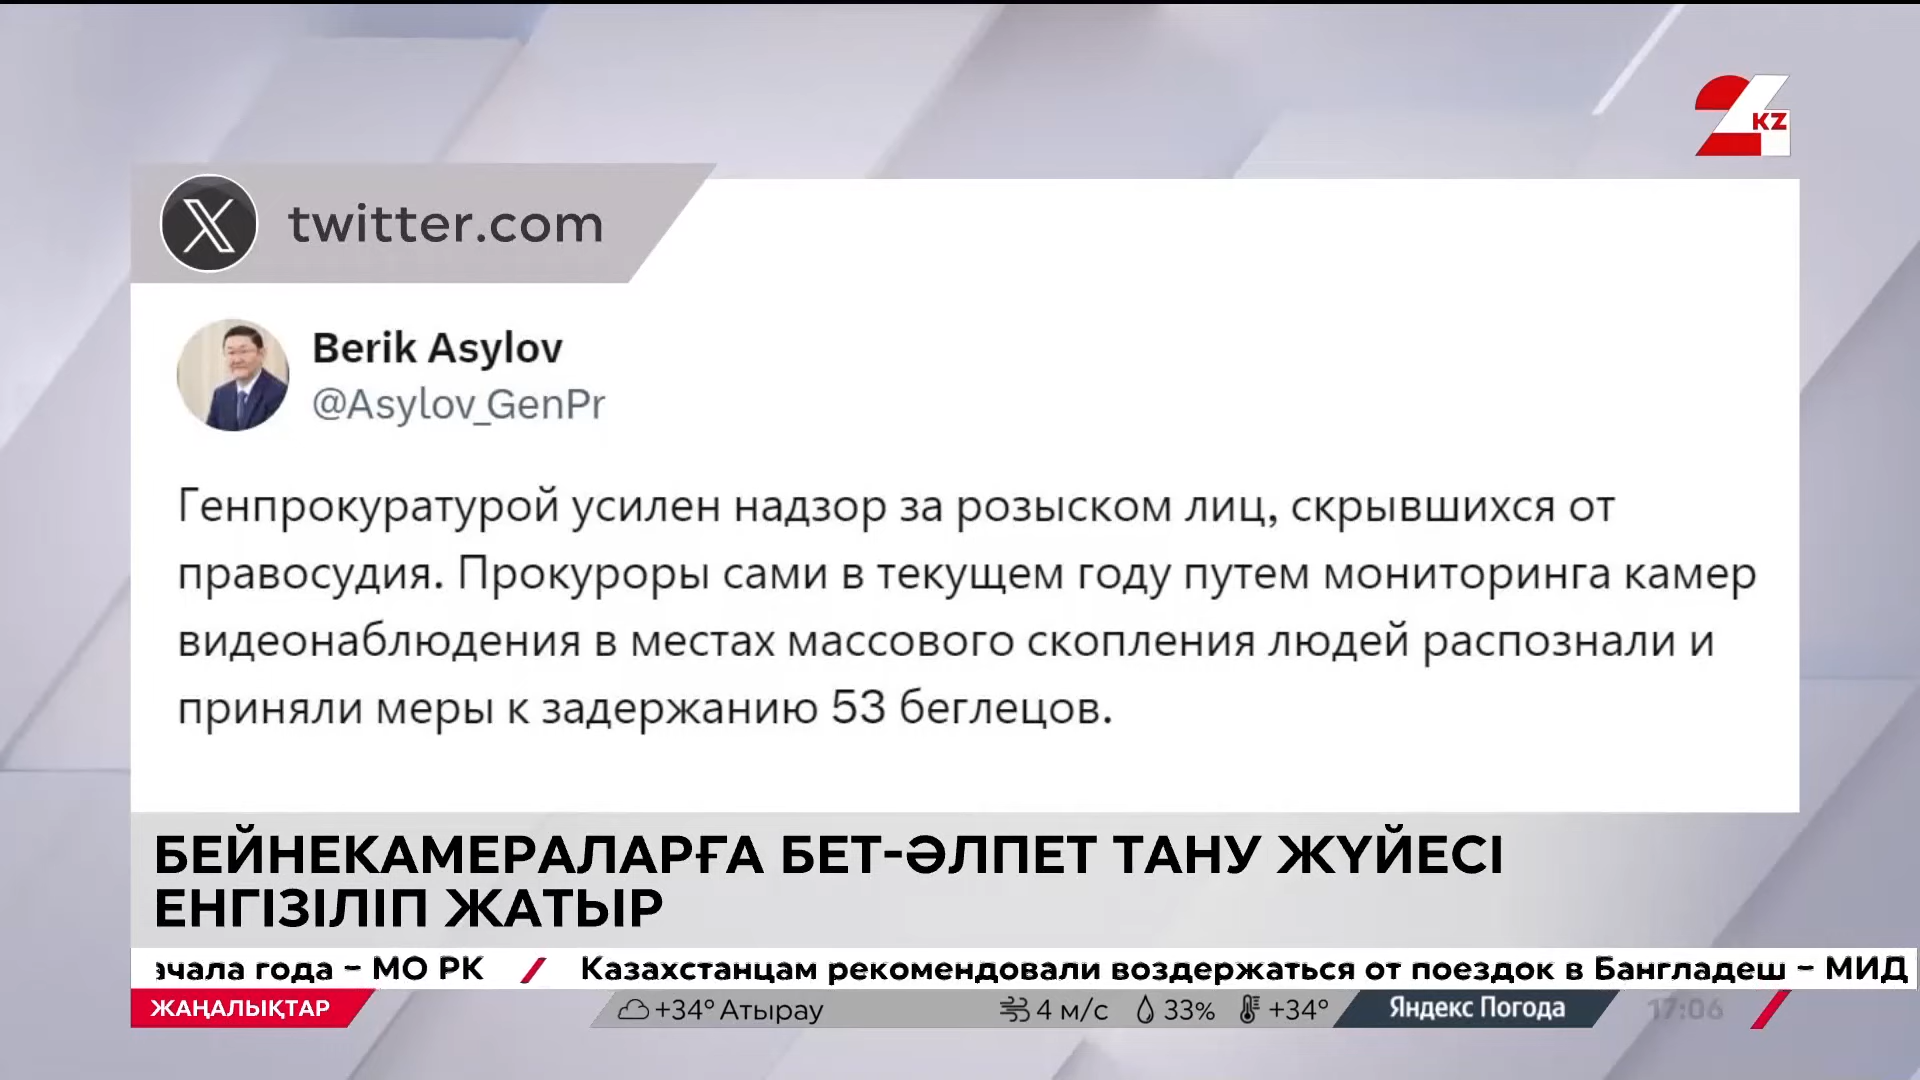 24
KZ
twitter.com
Berik Asylov
@Asylov_GenPr
Генпрокуратурой усилен надзор за розыском лиц, скрывшихся от
правосудия. Прокуроры сами в текущем году путем мониторинга камер
видеонаблюдения в местах массового скопления людей распознали и
приняли меры к задержанию 53 беглецов.
БЕЙНЕКАМЕРАЛАРҒА БЕТ-ӘЛПЕТ ТАНУ ЖҮЙЕСІ
ЕНГІЗІЛІП ЖАТЫР
ачала года – МО РК / Казахстанцам рекомендовали воздержаться от поездок в Бангладеш – МИД
ЖАҢАЛЫҚТАР +34° Атырау 4 м/с 33% +34° Яндекс Погода 17:06